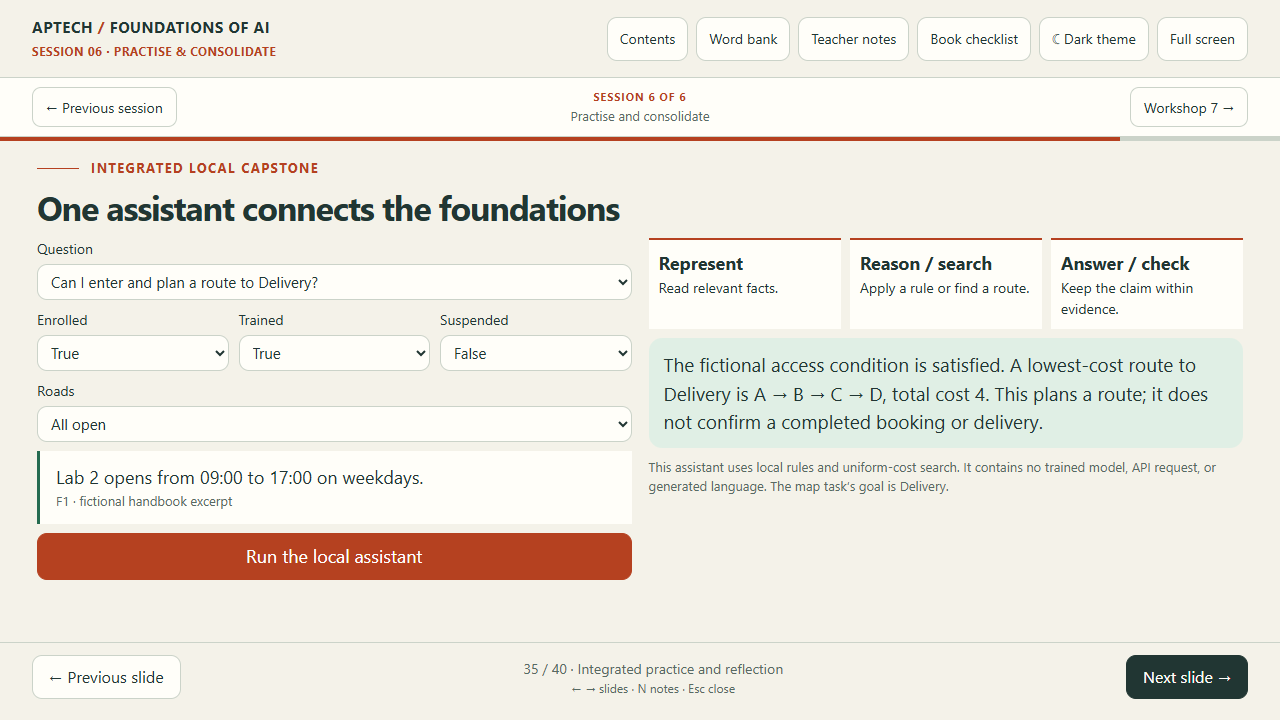 APTECH / FOUNDATIONS OF AI
SESSION 06 · PRACTISE & CONSOLIDATE
Contents
Word bank
Teacher notes
Book checklist
☾ Dark theme
Full screen
← Previous session
SESSION 6 OF 6
Practise and consolidate
Workshop 7 →
INTEGRATED LOCAL CAPSTONE
One assistant connects the foundations
Question
Can I enter and plan a route to Delivery?
Enrolled
Trained
Suspended
True
True
False
Roads
All open
Lab 2 opens from 09:00 to 17:00 on weekdays.
F1 · fictional handbook excerpt
Run the local assistant
Represent
Read relevant facts.
Reason / search
Apply a rule or find a route.
Answer / check
Keep the claim within
evidence.
The fictional access condition is satisfied. A lowest-cost route to
Delivery is A → B → C → D, total cost 4. This plans a route; it does
not confirm a completed booking or delivery.
This assistant uses local rules and uniform-cost search. It contains no trained model, API request, or
generated language. The map task's goal is Delivery.
← Previous slide
35 / 40 · Integrated practice and reflection
← → slides · N notes · Esc close
Next slide →